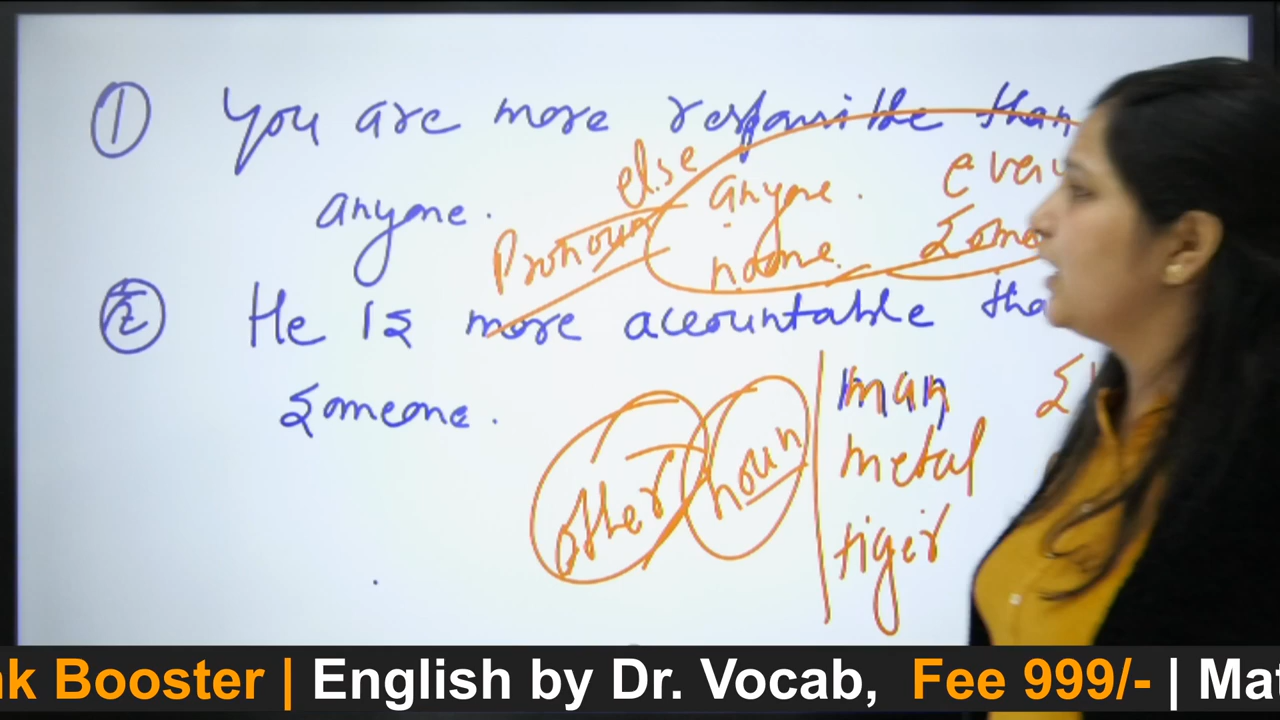 ① You are more responsible than
anyone.
else
anyone. every
Pronoun
none.
② He is more accountable
someone.
man
other noun
metal
tiger
nk Booster | English by Dr. Vocab, Fee 999/- | Mat